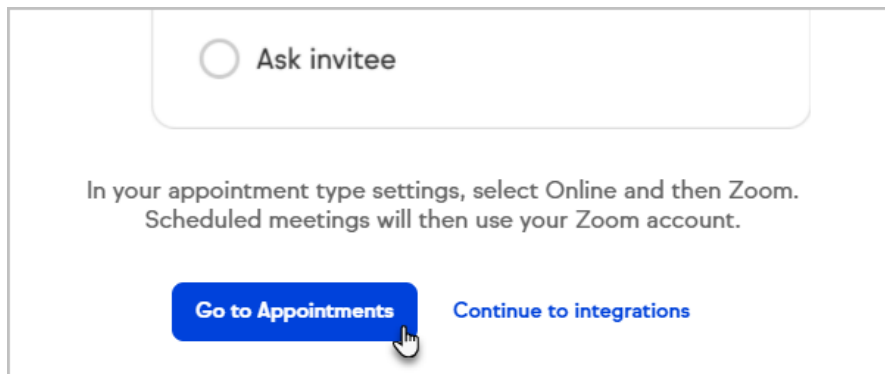 Ask invitee
In your appointment type settings, select Online and then Zoom.
Scheduled meetings will then use your Zoom account.
Go to Appointments
Continue to integrations